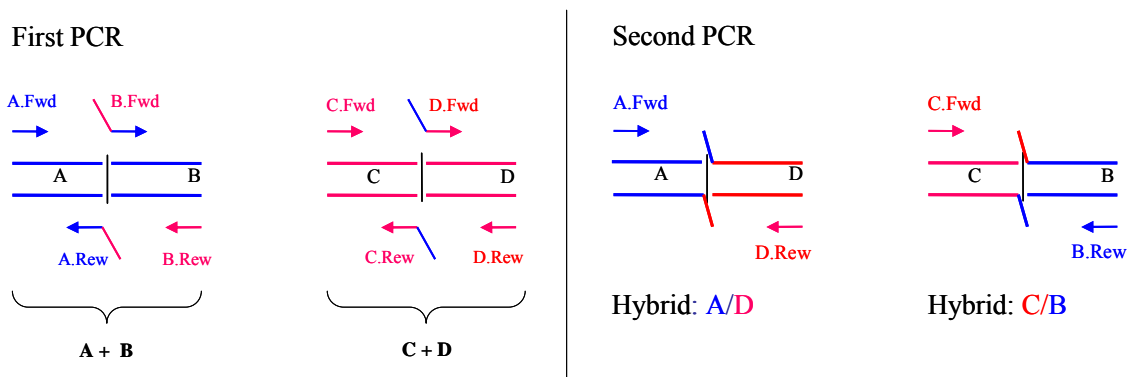 First PCR
A.Fwd
B.Fwd
A
B
A.Rew
B.Rew
A + B
C.Fwd
D.Fwd
C
D
C.Rew
D.Rew
C + D
Second PCR
A.Fwd
A
D
D.Rew
Hybrid: A/D
C.Fwd
C
B
B.Rew
Hybrid: C/B